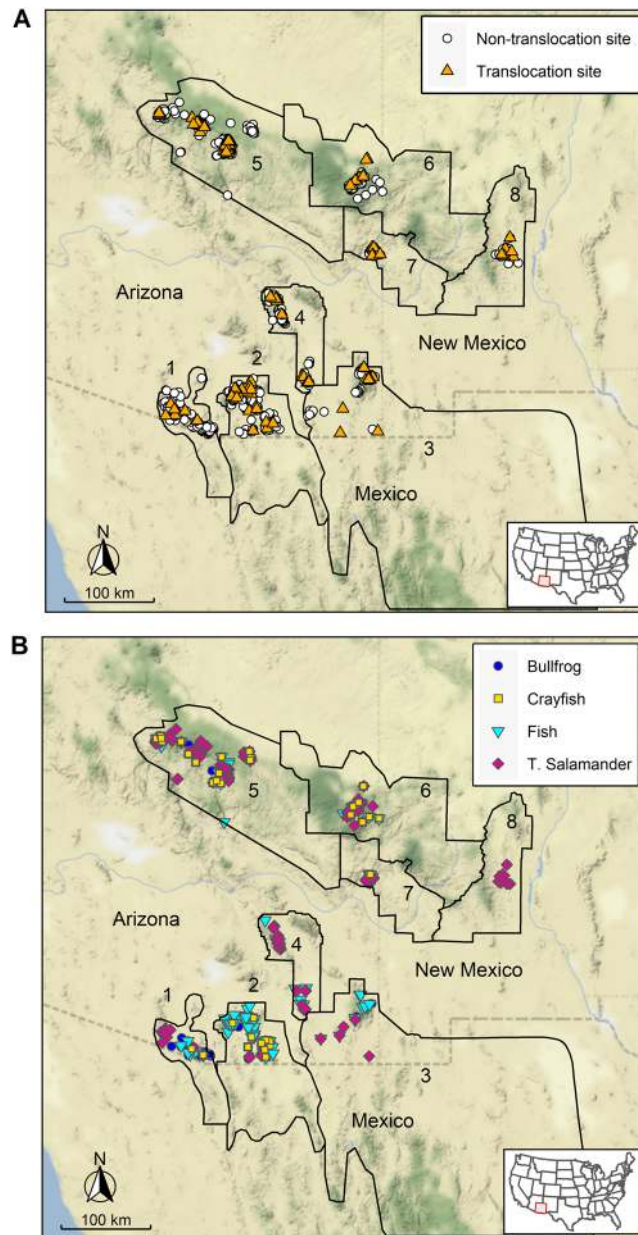 A
Non-translocation site
Translocation site
5
6
8
7
Arizona
4
New Mexico
1
2
3
Mexico
N
100 km
B
Bullfrog
Crayfish
Fish
T. Salamander
5
6
8
7
Arizona
4
New Mexico
1
2
3
Mexico
N
100 km